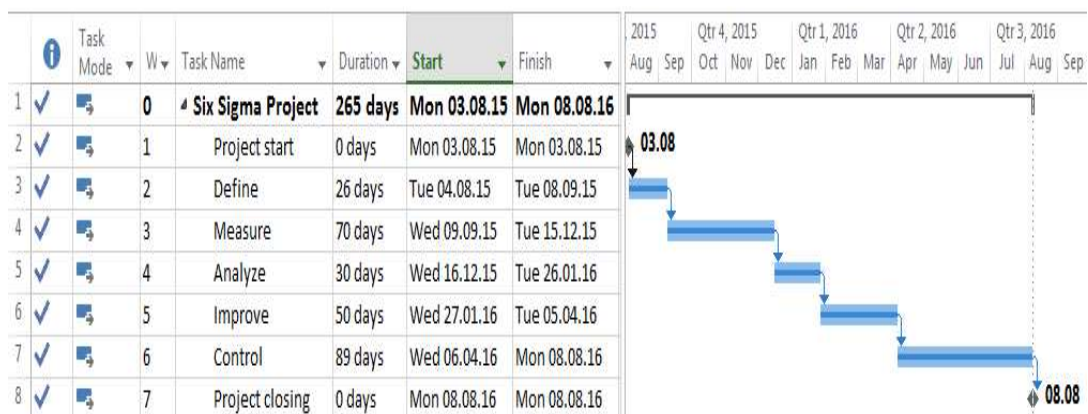 Task Mode W Task Name Duration Start Finish
, 2015 Qtr 4, 2015 Qtr 1, 2016 Qtr 2, 2016 Qtr 3, 2016
Aug Sep Oct Nov Dec Jan Feb Mar Apr May Jun Jul Aug Sep
1 0 Six Sigma Project 265 days Mon 03.08.15 Mon 08.08.16
2 1 Project start 0 days Mon 03.08.15 Mon 03.08.15 03.08
3 2 Define 26 days Tue 04.08.15 Tue 08.09.15
4 3 Measure 70 days Wed 09.09.15 Tue 15.12.15
5 4 Analyze 30 days Wed 16.12.15 Tue 26.01.16
6 5 Improve 50 days Wed 27.01.16 Tue 05.04.16
7 6 Control 89 days Wed 06.04.16 Mon 08.08.16
8 7 Project closing 0 days Mon 08.08.16 Mon 08.08.16 08.08